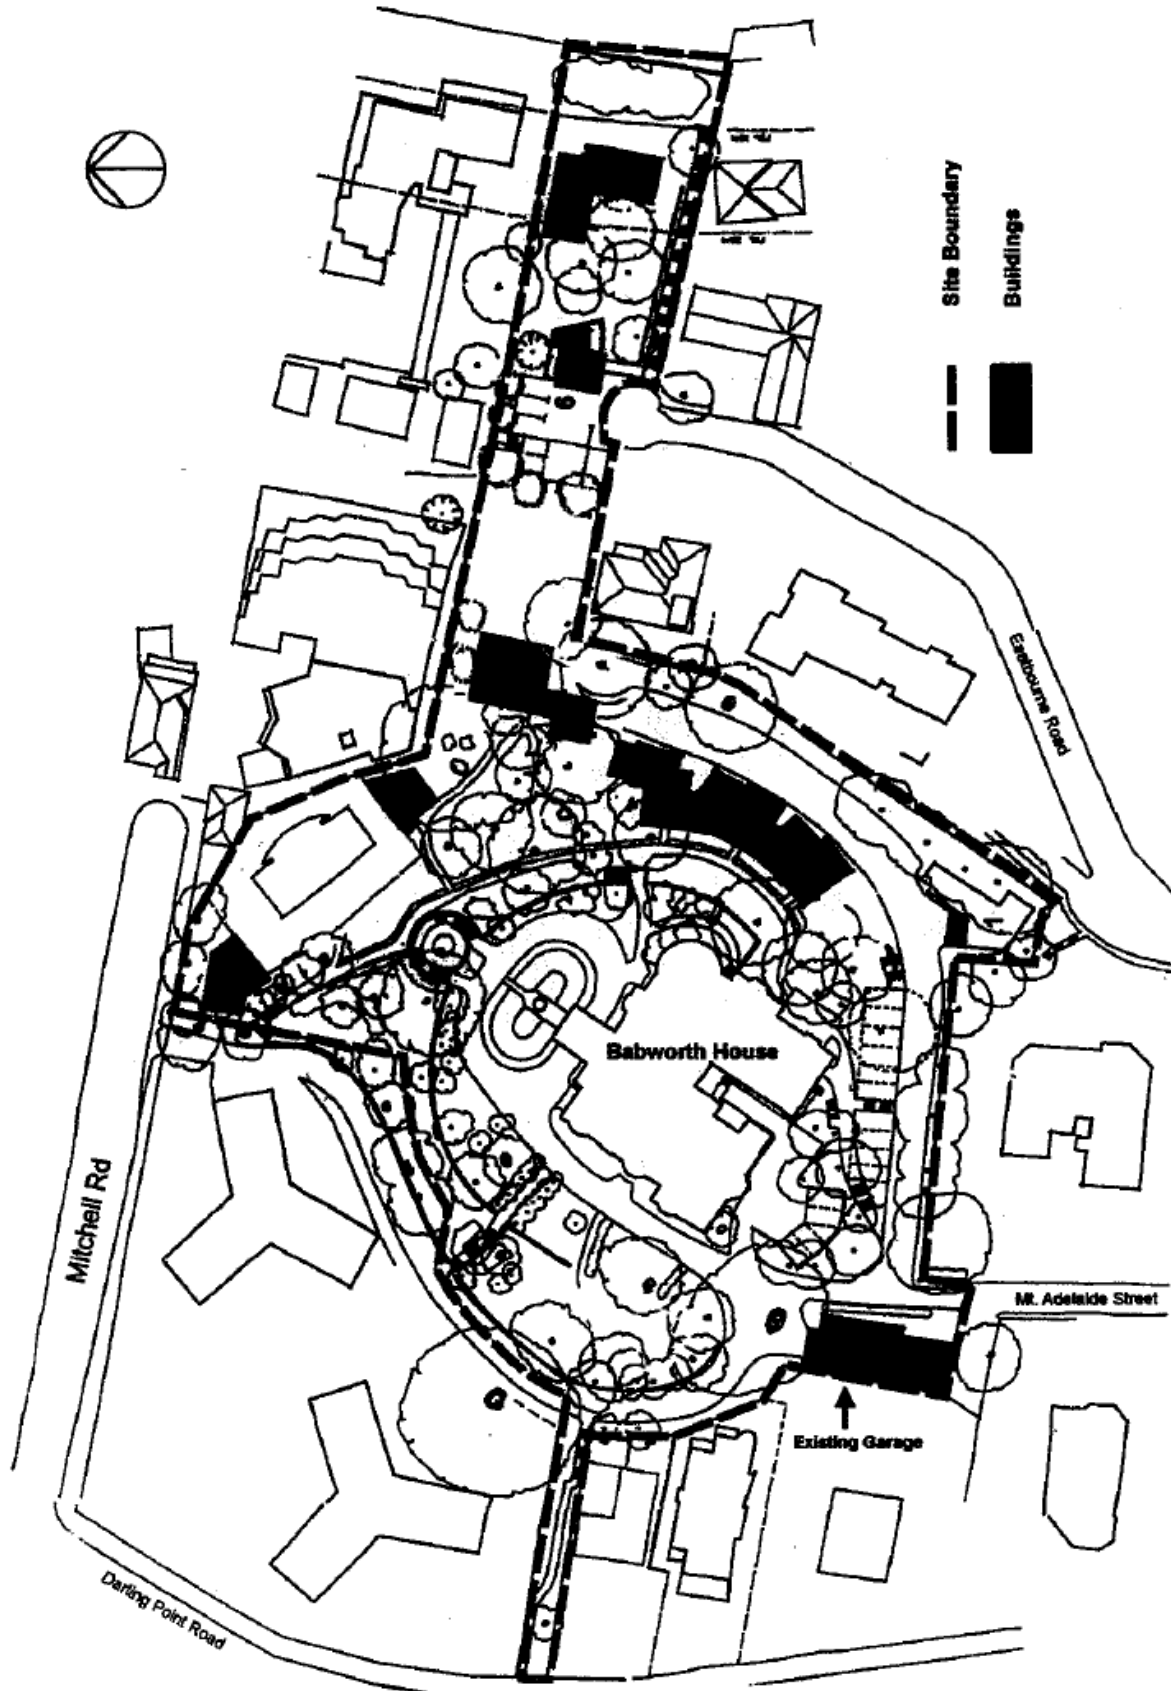 Site Boundary
Buildings
Eastbourne Road
Babworth House
Mitchell Rd
Mt. Adelaide Street
Existing Garage
Darling Point Road